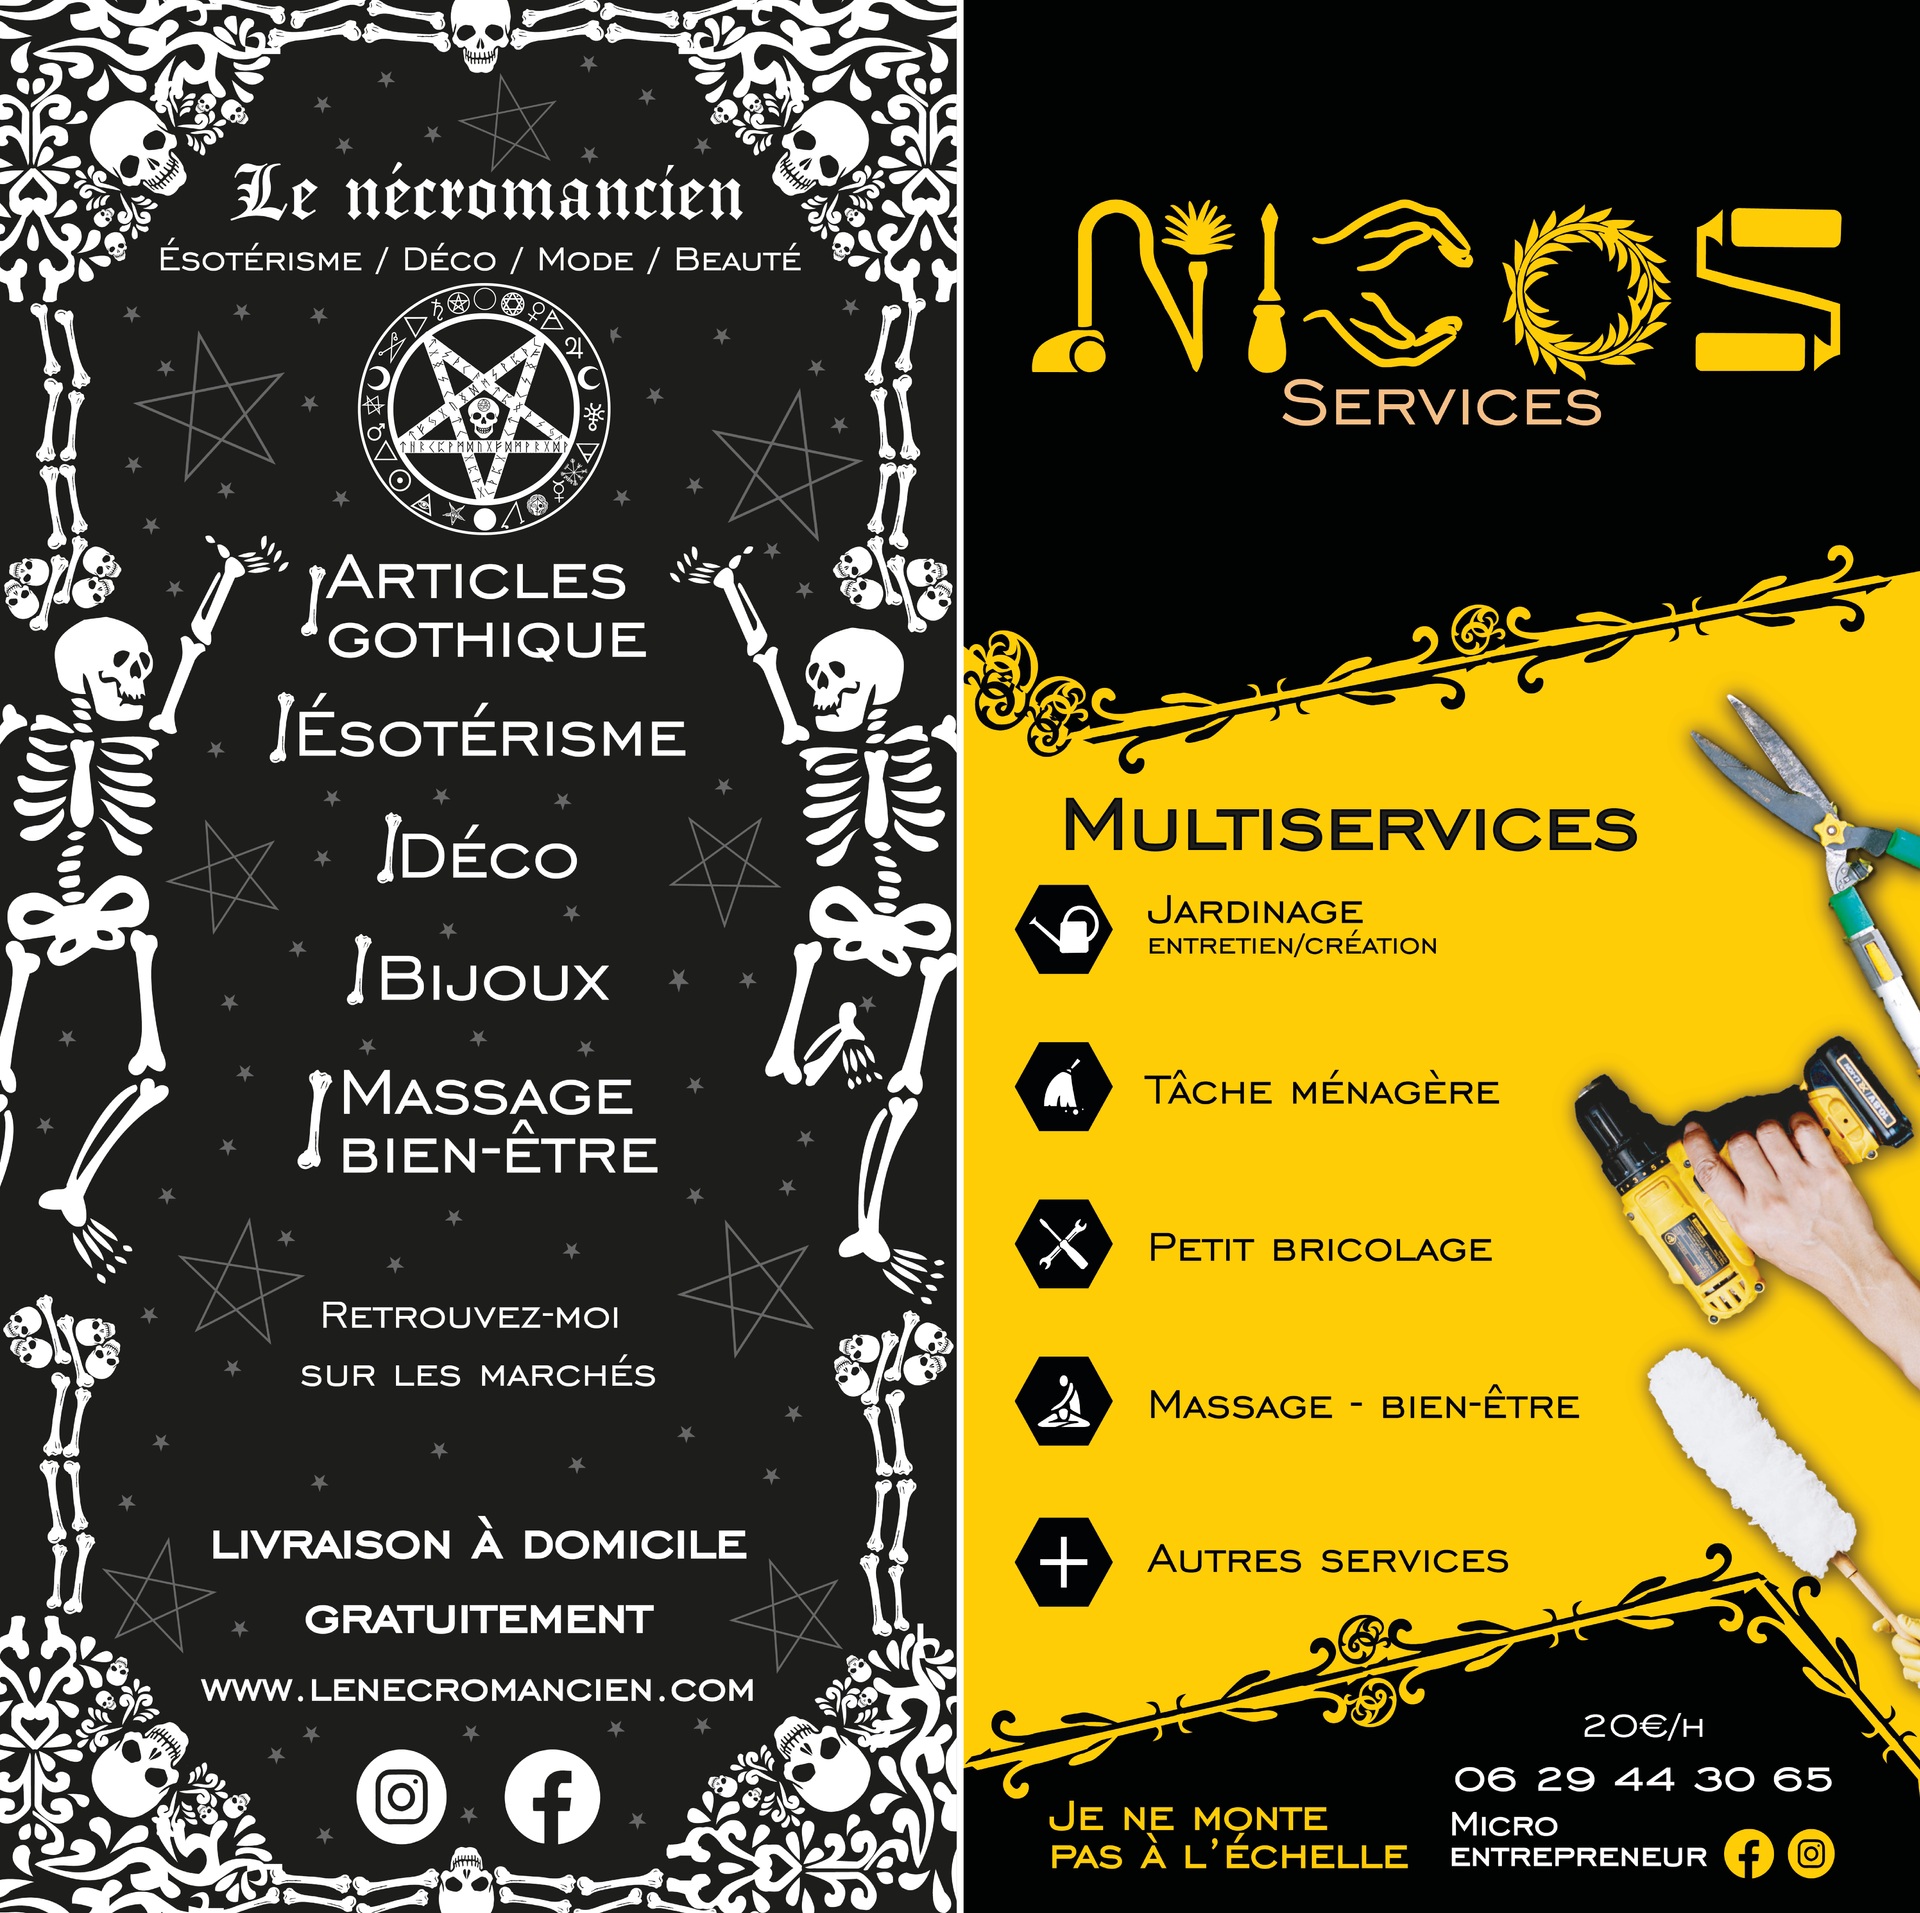 Le nécromancien
Ésotérisme / Déco / Mode / Beauté
Articles
gothique
Ésotérisme
Déco
Bijoux
Massage
bien-être
Retrouvez-moi
sur les marchés
LIVRAISON À DOMICILE
GRATUITEMENT
www.lenecromancien.com
NICOS
Services
Multiservices
Jardinage
entretien/création
Tâche ménagère
Petit bricolage
Massage - bien-être
Autres services
20€/h
06 29 44 30 65
Je ne monte
pas à l'échelle
Micro
entrepreneur